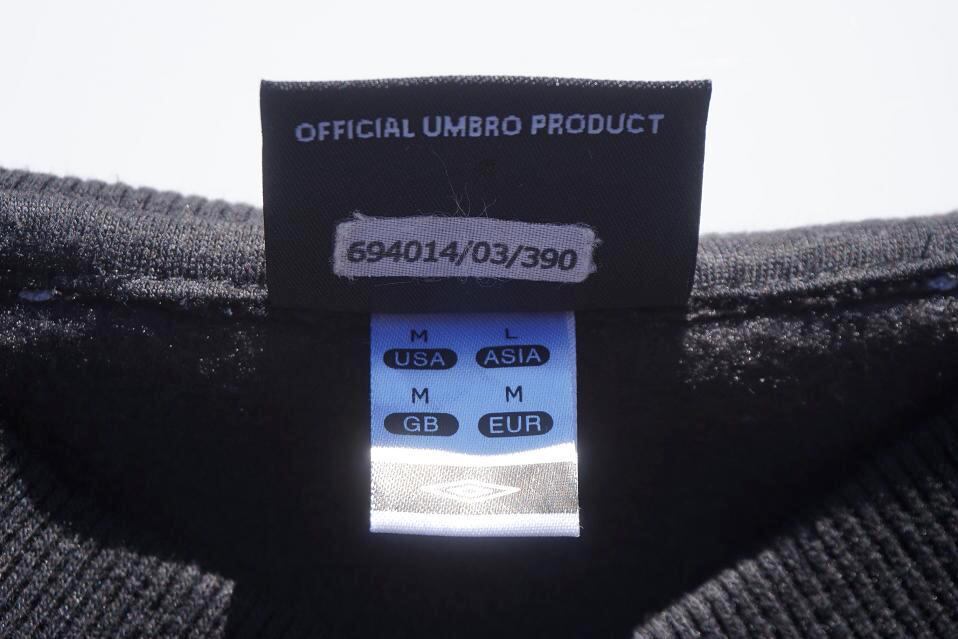 OFFICIAL UMBRO PRODUCT
694014/03/390
M L
USA ASIA
M M
GB EUR